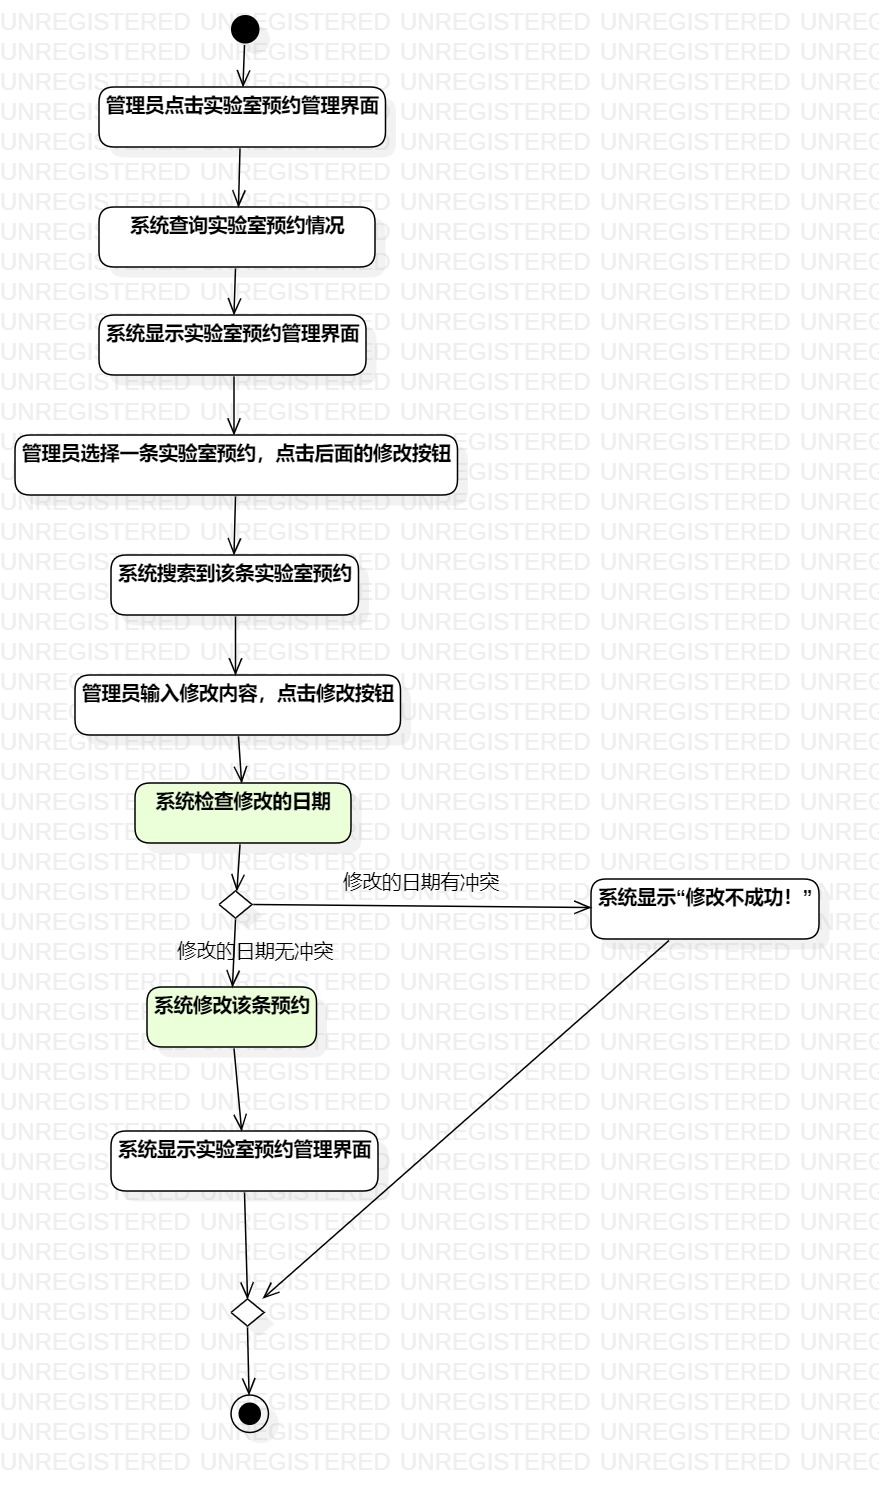 管理员点击实验室预约管理界面
系统查询实验室预约情况
系统显示实验室预约管理界面
管理员选择一条实验室预约，点击后面的修改按钮
系统搜索到该条实验室预约
管理员输入修改内容，点击修改按钮
系统检查修改的日期
修改的日期有冲突
系统显示“修改不成功！”
修改的日期无冲突
系统修改该条预约
系统显示实验室预约管理界面
UNREGISTERED